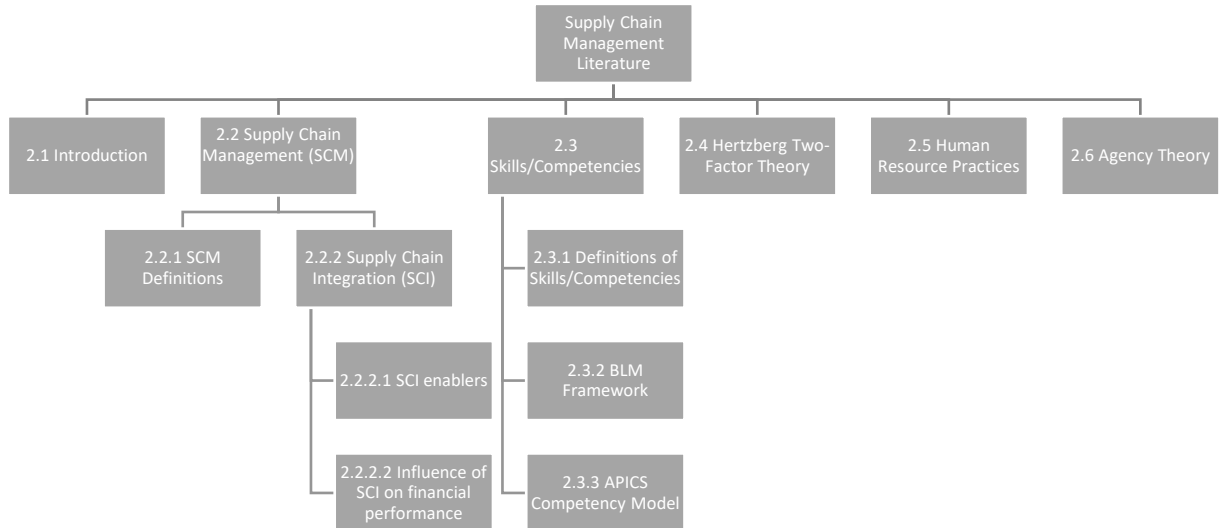 Supply Chain
Management
Literature
2.1 Introduction
2.2 Supply Chain
Management (SCM)
2.3
Skills/Competencies
2.4 Hertzberg Two-
Factor Theory
2.5 Human
Resource Practices
2.6 Agency Theory
2.2.1 SCM
Definitions
2.2.2 Supply Chain
Integration (SCI)
2.3.1 Definitions of
Skills/Competencies
2.2.2.1 SCI enablers
2.3.2 BLM
Framework
2.2.2.2 Influence of
SCI on financial
performance
2.3.3 APICS
Competency Model